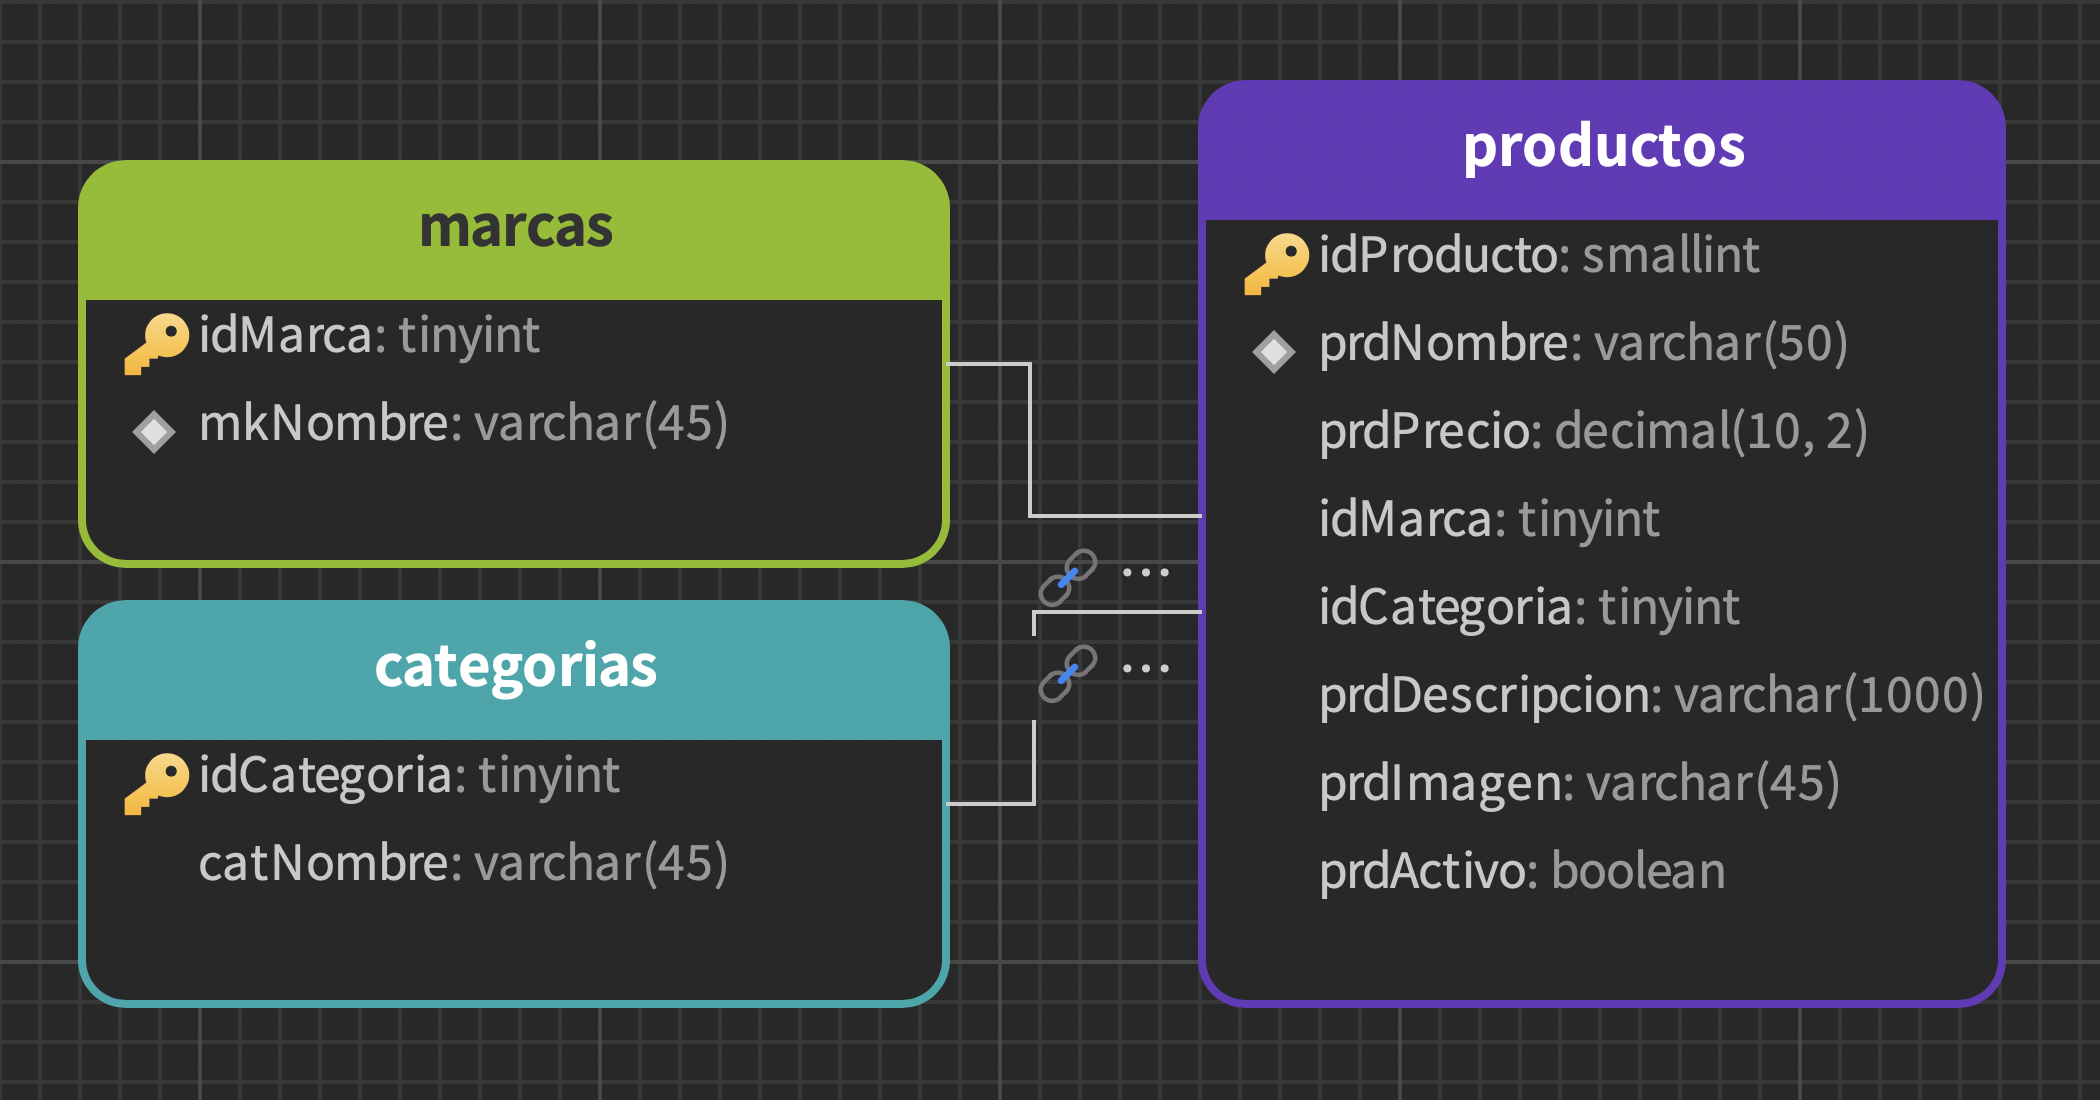 marcas
idMarca: tinyint
mkNombre: varchar(45)
categorias
idCategoria: tinyint
catNombre: varchar(45)
productos
idProducto: smallint
prdNombre: varchar(50)
prdPrecio: decimal(10, 2)
idMarca: tinyint
idCategoria: tinyint
prdDescripcion: varchar(1000)
prdImagen: varchar(45)
prdActivo: boolean